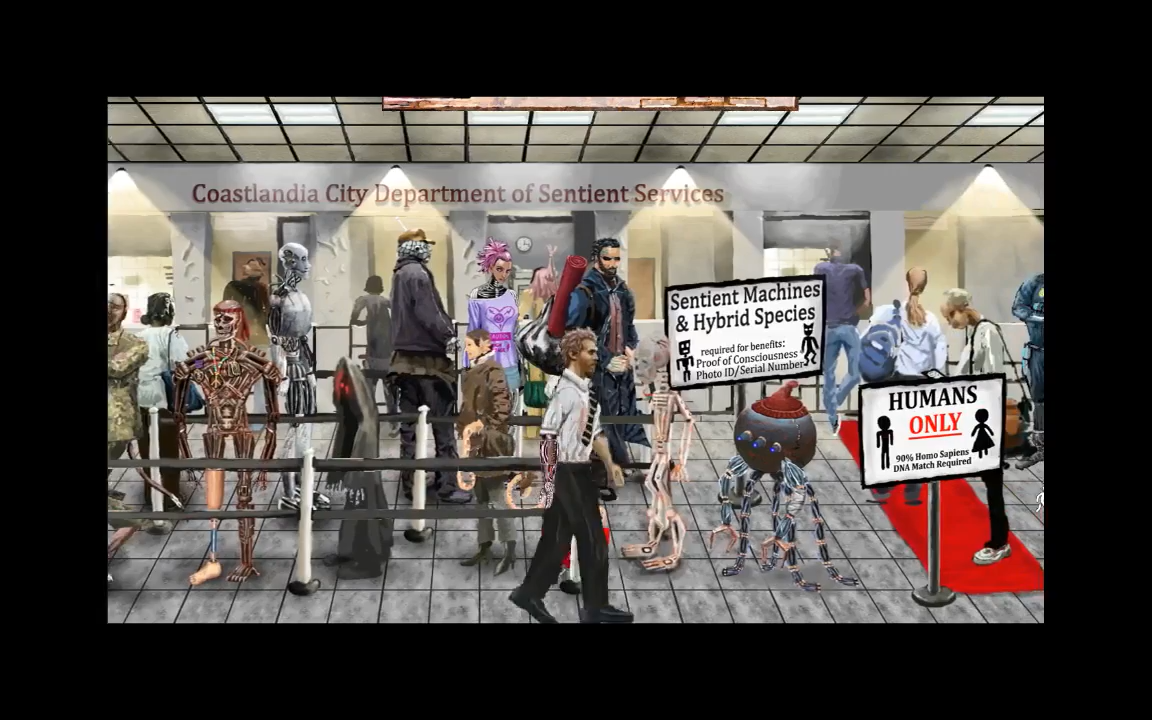 Coastlandia City Department of Sentient Services
Sentient Machines
& Hybrid Species
required for benefits:
Proof of Consciousness
Photo ID/Serial Number
HUMANS
ONLY
90% Homo Sapiens
DNA Match Required